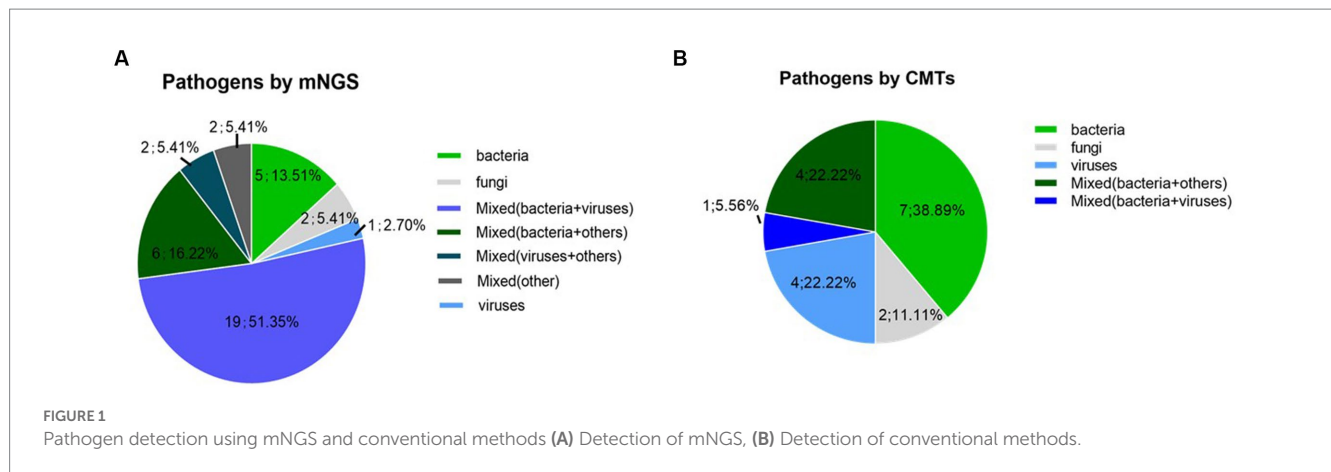 A
Pathogens by mNGS
2;5.41%
2;5.41%
5;13.51%
2;5.41%
1;2.70%
6;16.22%
19;51.35%
bacteria
fungi
Mixed(bacteria+viruses)
Mixed(bacteria+others)
Mixed(viruses+others)
Mixed(other)
viruses
B
Pathogens by CMTs
4;22.22%
7;38.89%
1;5.56%
4;22.22%
2;11.11%
bacteria
fungi
viruses
Mixed(bacteria+others)
Mixed(bacteria+viruses)
FIGURE 1
Pathogen detection using mNGS and conventional methods (A) Detection of mNGS, (B) Detection of conventional methods.